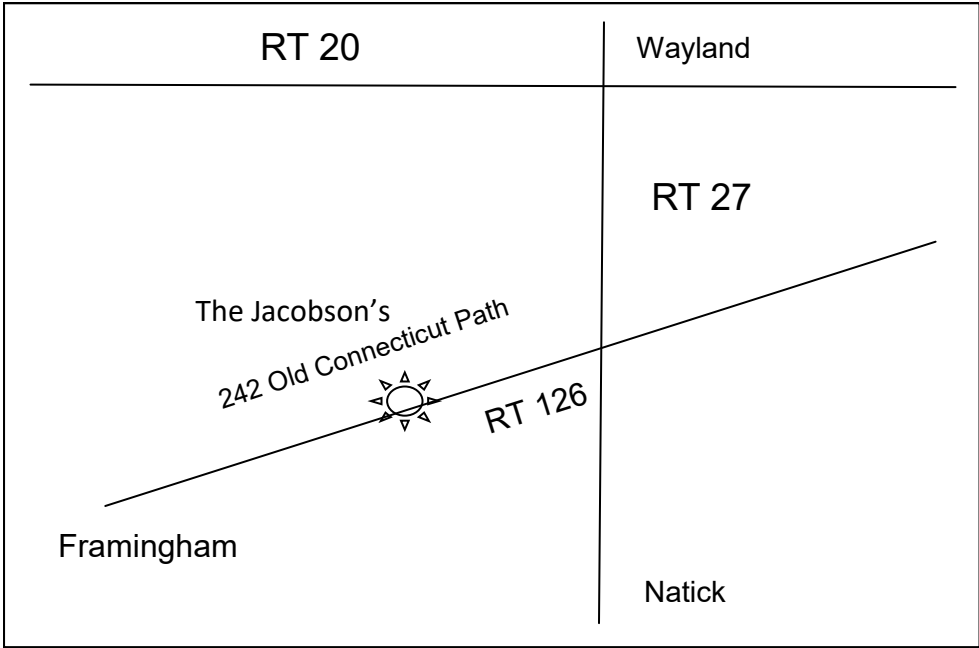 RT 20
Wayland
RT 27
The Jacobson’s
242 Old Connecticut Path
RT 126
Framingham
Natick